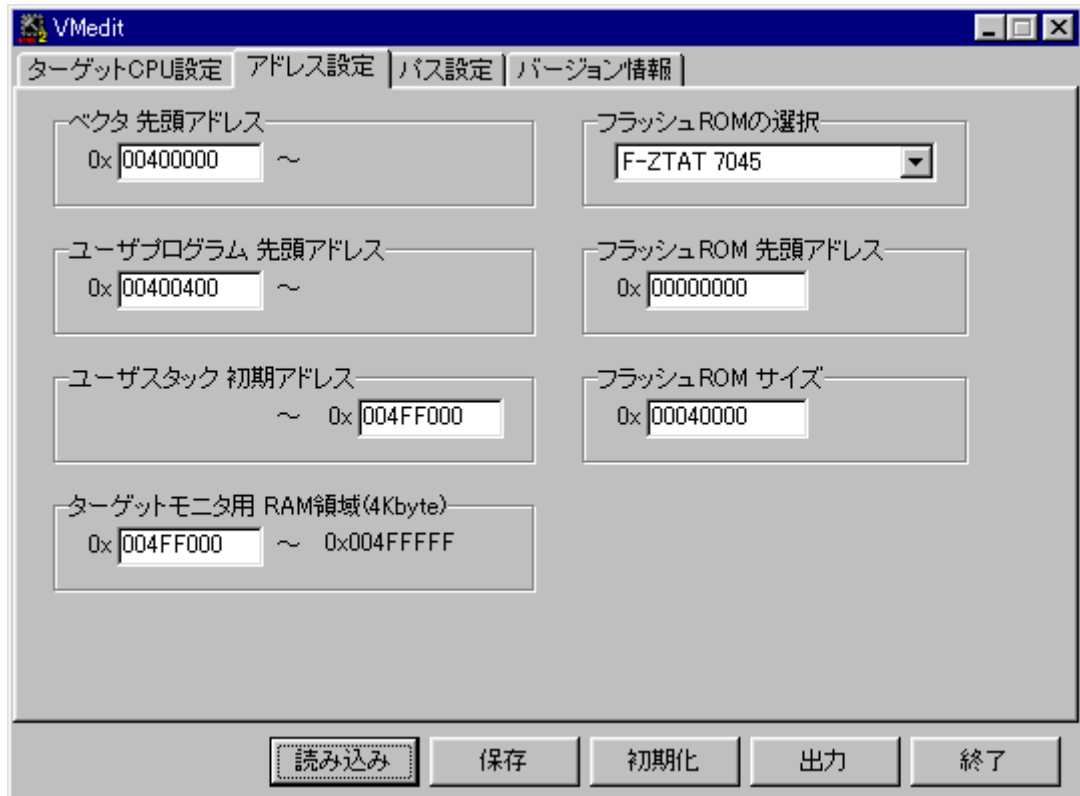 VMedit
ターゲットCPU設定 アドレス設定 パス設定 バージョン情報
ベクタ 先頭アドレス
0x 00400000 ～
フラッシュROMの選択
F-ZTAT 7045
ユーザプログラム 先頭アドレス
0x 00400400 ～
フラッシュROM 先頭アドレス
0x 00000000
ユーザスタック 初期アドレス
～ 0x 004FF000
フラッシュROM サイズ
0x 00040000
ターゲットモニタ用 RAM領域(4Kbyte)
0x 004FF000 ～ 0x004FFFFF
読み込み 保存 初期化 出力 終了